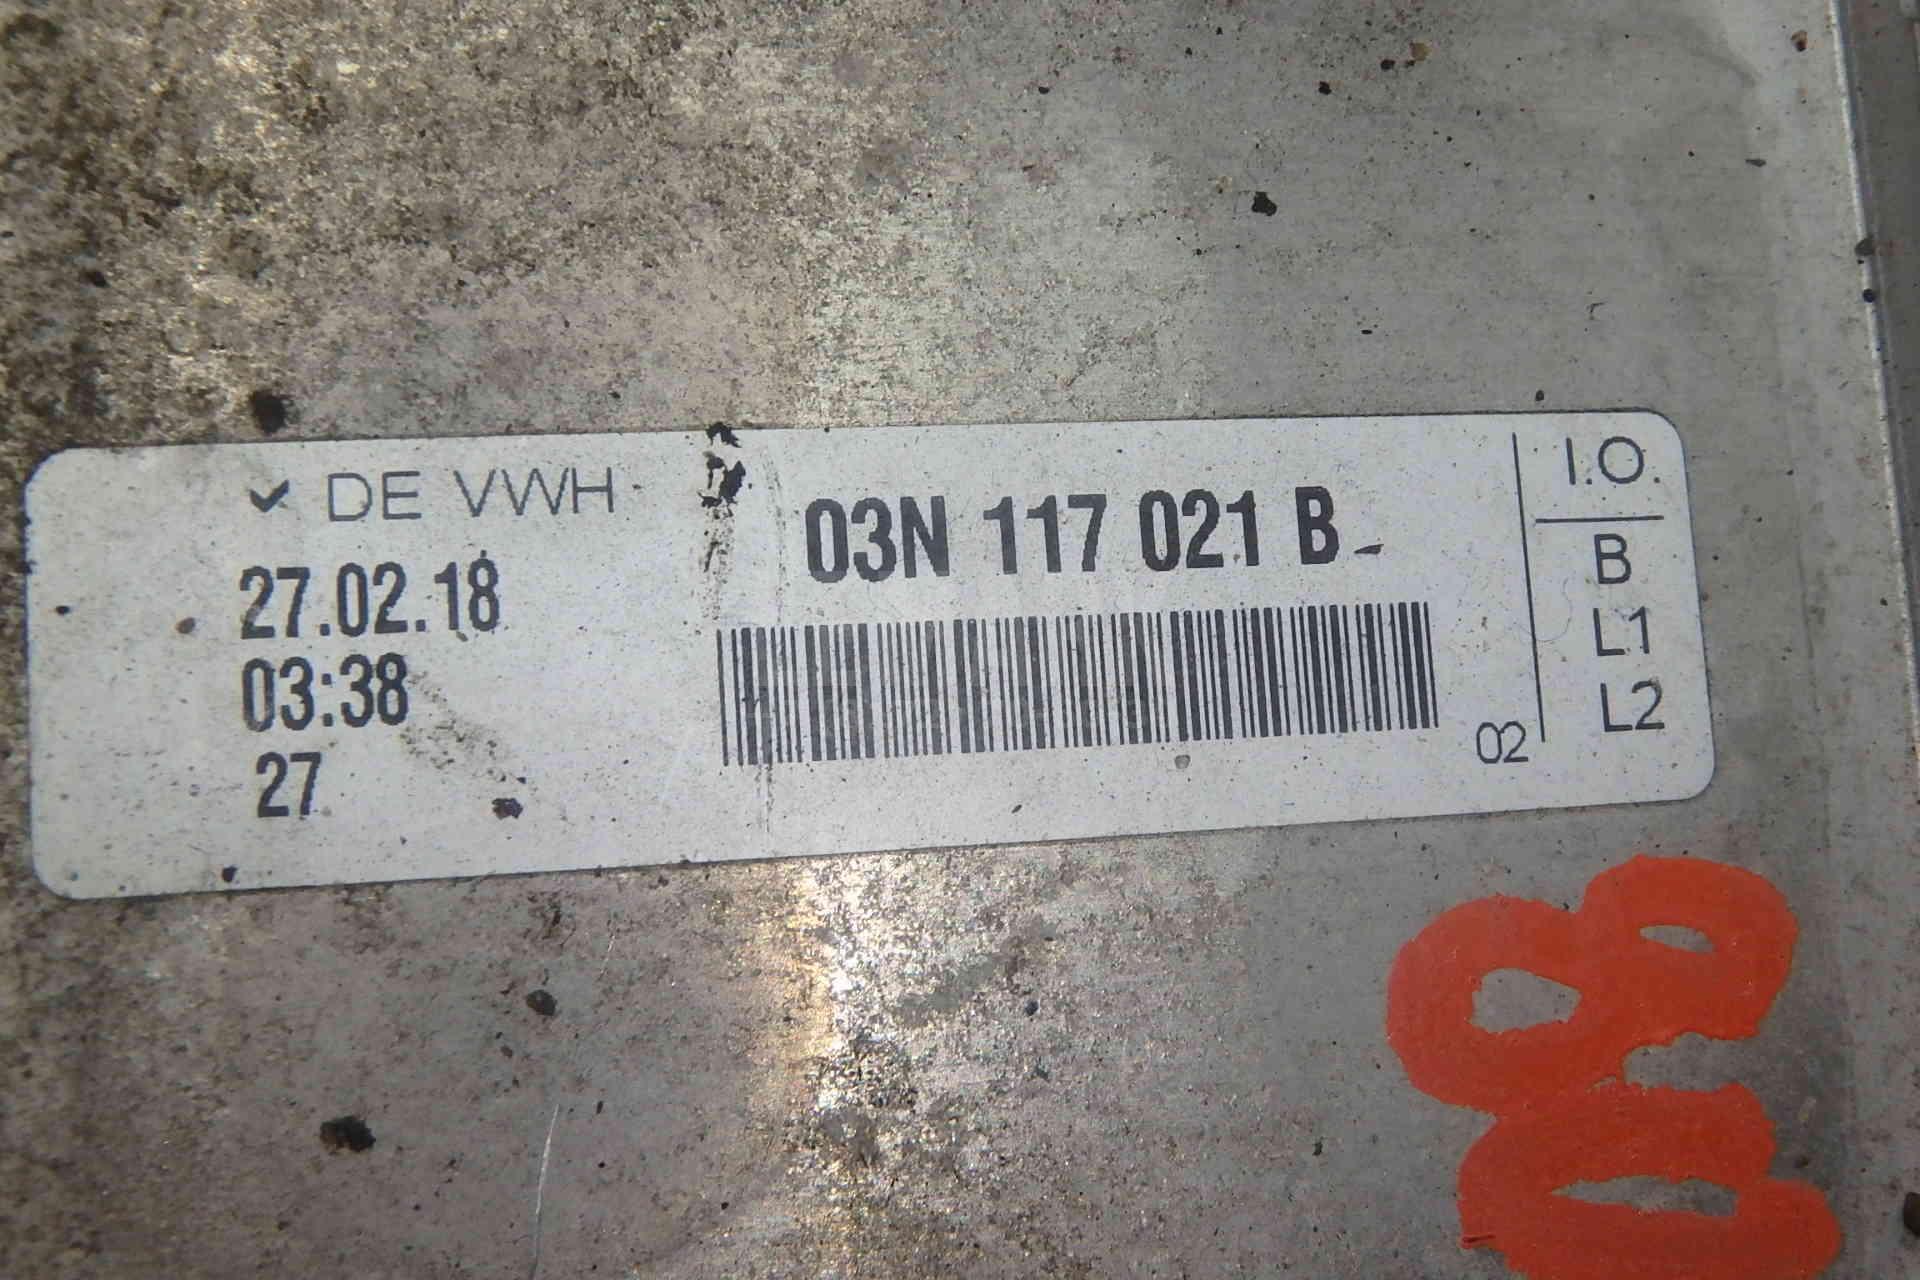 DE VWH
27.02.18
03:38
27
03N 117 021 B
02
I.O.
B
L1
L2